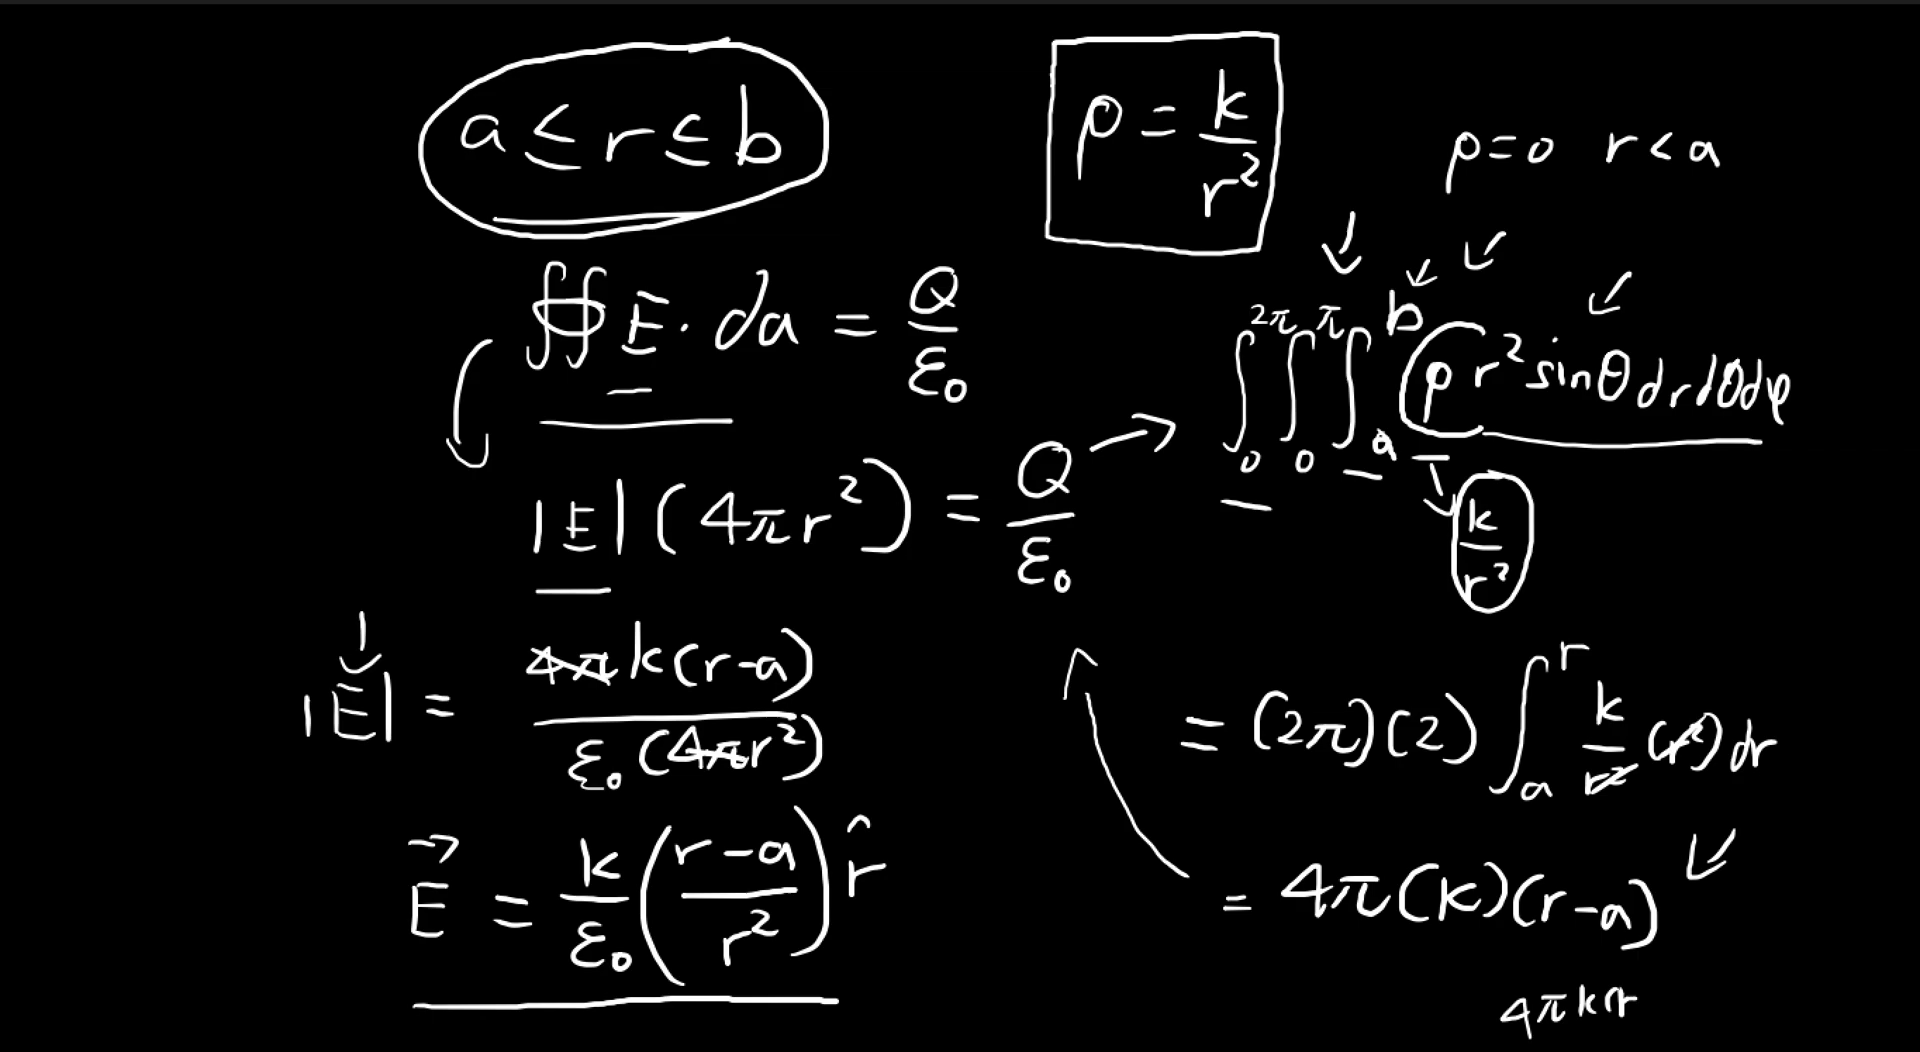 a ≤ r ≤ b
ρ = k/r²
ρ = 0 r < a
∯ E · da = Q/ε₀
∫₀^2π ∫₀^π ∫ₐ^b ρ r² sinθ dr dθ dφ
k/r²
|E| (4πr²) = Q/ε₀
|E| = 4π k(r-a) / ε₀(4πr²)
= (2π)(2) ∫ₐ^r k/r² (r²) dr
E⃗ = k/ε₀ ((r-a)/r²) r̂
= 4π(k)(r-a)
4πk